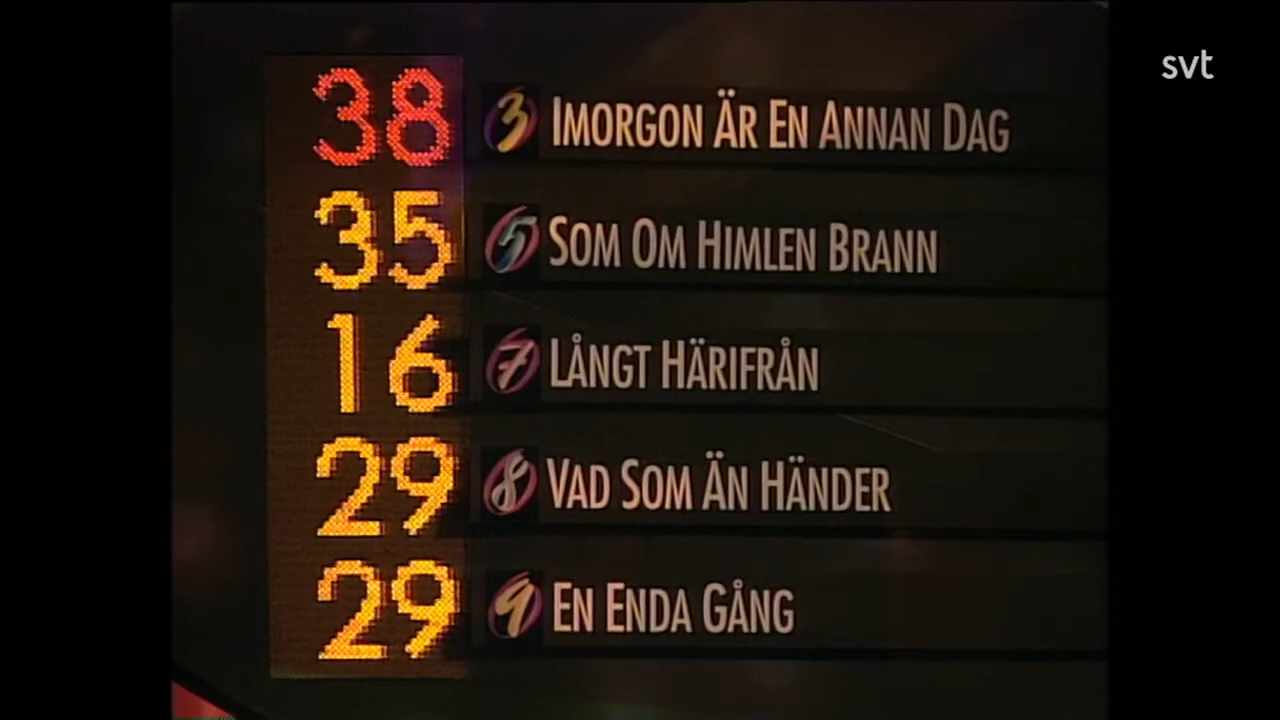 svt
38 3 IMORGON ÄR EN ANNAN DAG
35 5 SOM OM HIMLEN BRANN
16 7 LÅNGT HÄRIFRÅN
29 8 VAD SOM ÄN HÄNDER
29 9 EN ENDA GÅNG